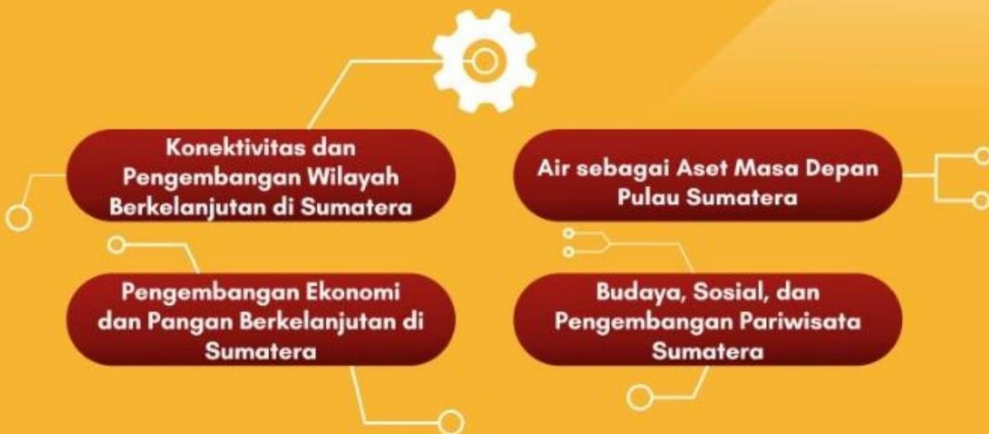 Konektivitas dan
Pengembangan Wilayah
Berkelanjutan di Sumatera
Air sebagai Aset Masa Depan
Pulau Sumatera
Pengembangan Ekonomi
dan Pangan Berkelanjutan di
Sumatera
Budaya, Sosial, dan
Pengembangan Pariwisata
Sumatera